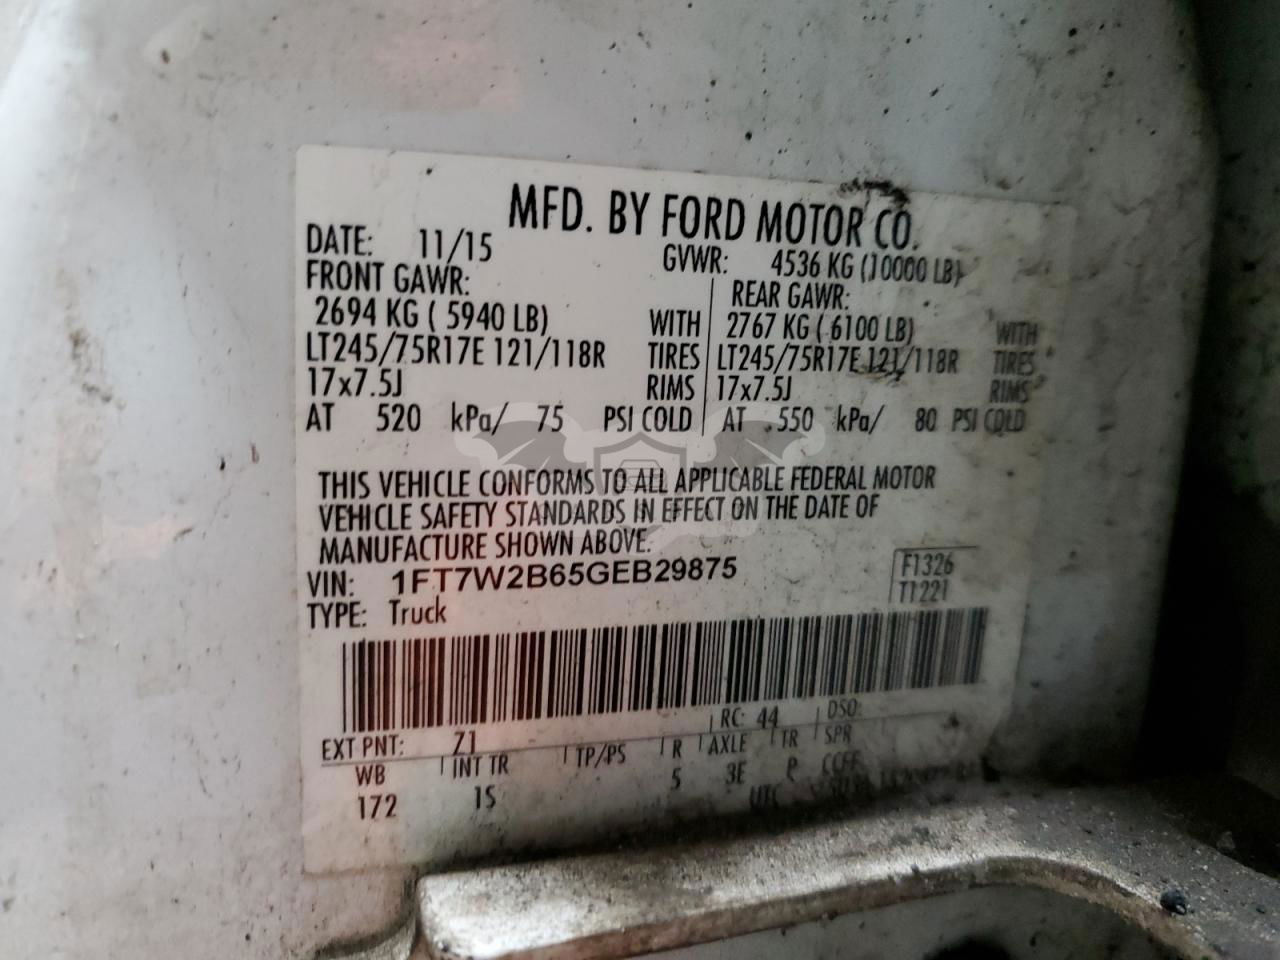 MFD. BY FORD MOTOR CO.
DATE: 11/15 GVWR: 4536 KG (10000 LB)
FRONT GAWR: REAR GAWR:
2694 KG ( 5940 LB) WITH 2767 KG ( 6100 LB) WITH
LT245/75R17E 121/118R TIRES LT245/75R17E 121/118R TIRES
17x7.5J RIMS 17x7.5J RIMS
AT 520 kPa/ 75 PSI COLD AT 550 kPa/ 80 PSI COLD
THIS VEHICLE CONFORMS TO ALL APPLICABLE FEDERAL MOTOR
VEHICLE SAFETY STANDARDS IN EFFECT ON THE DATE OF
MANUFACTURE SHOWN ABOVE.
VIN: 1FT7W2B65GEB29875 F1326
TYPE: Truck T1221
EXT PNT: Z1 RC: 44 DSO:
WB INT TR TP/PS R AXLE TR SPR
172 1S 5 3E P
UTC